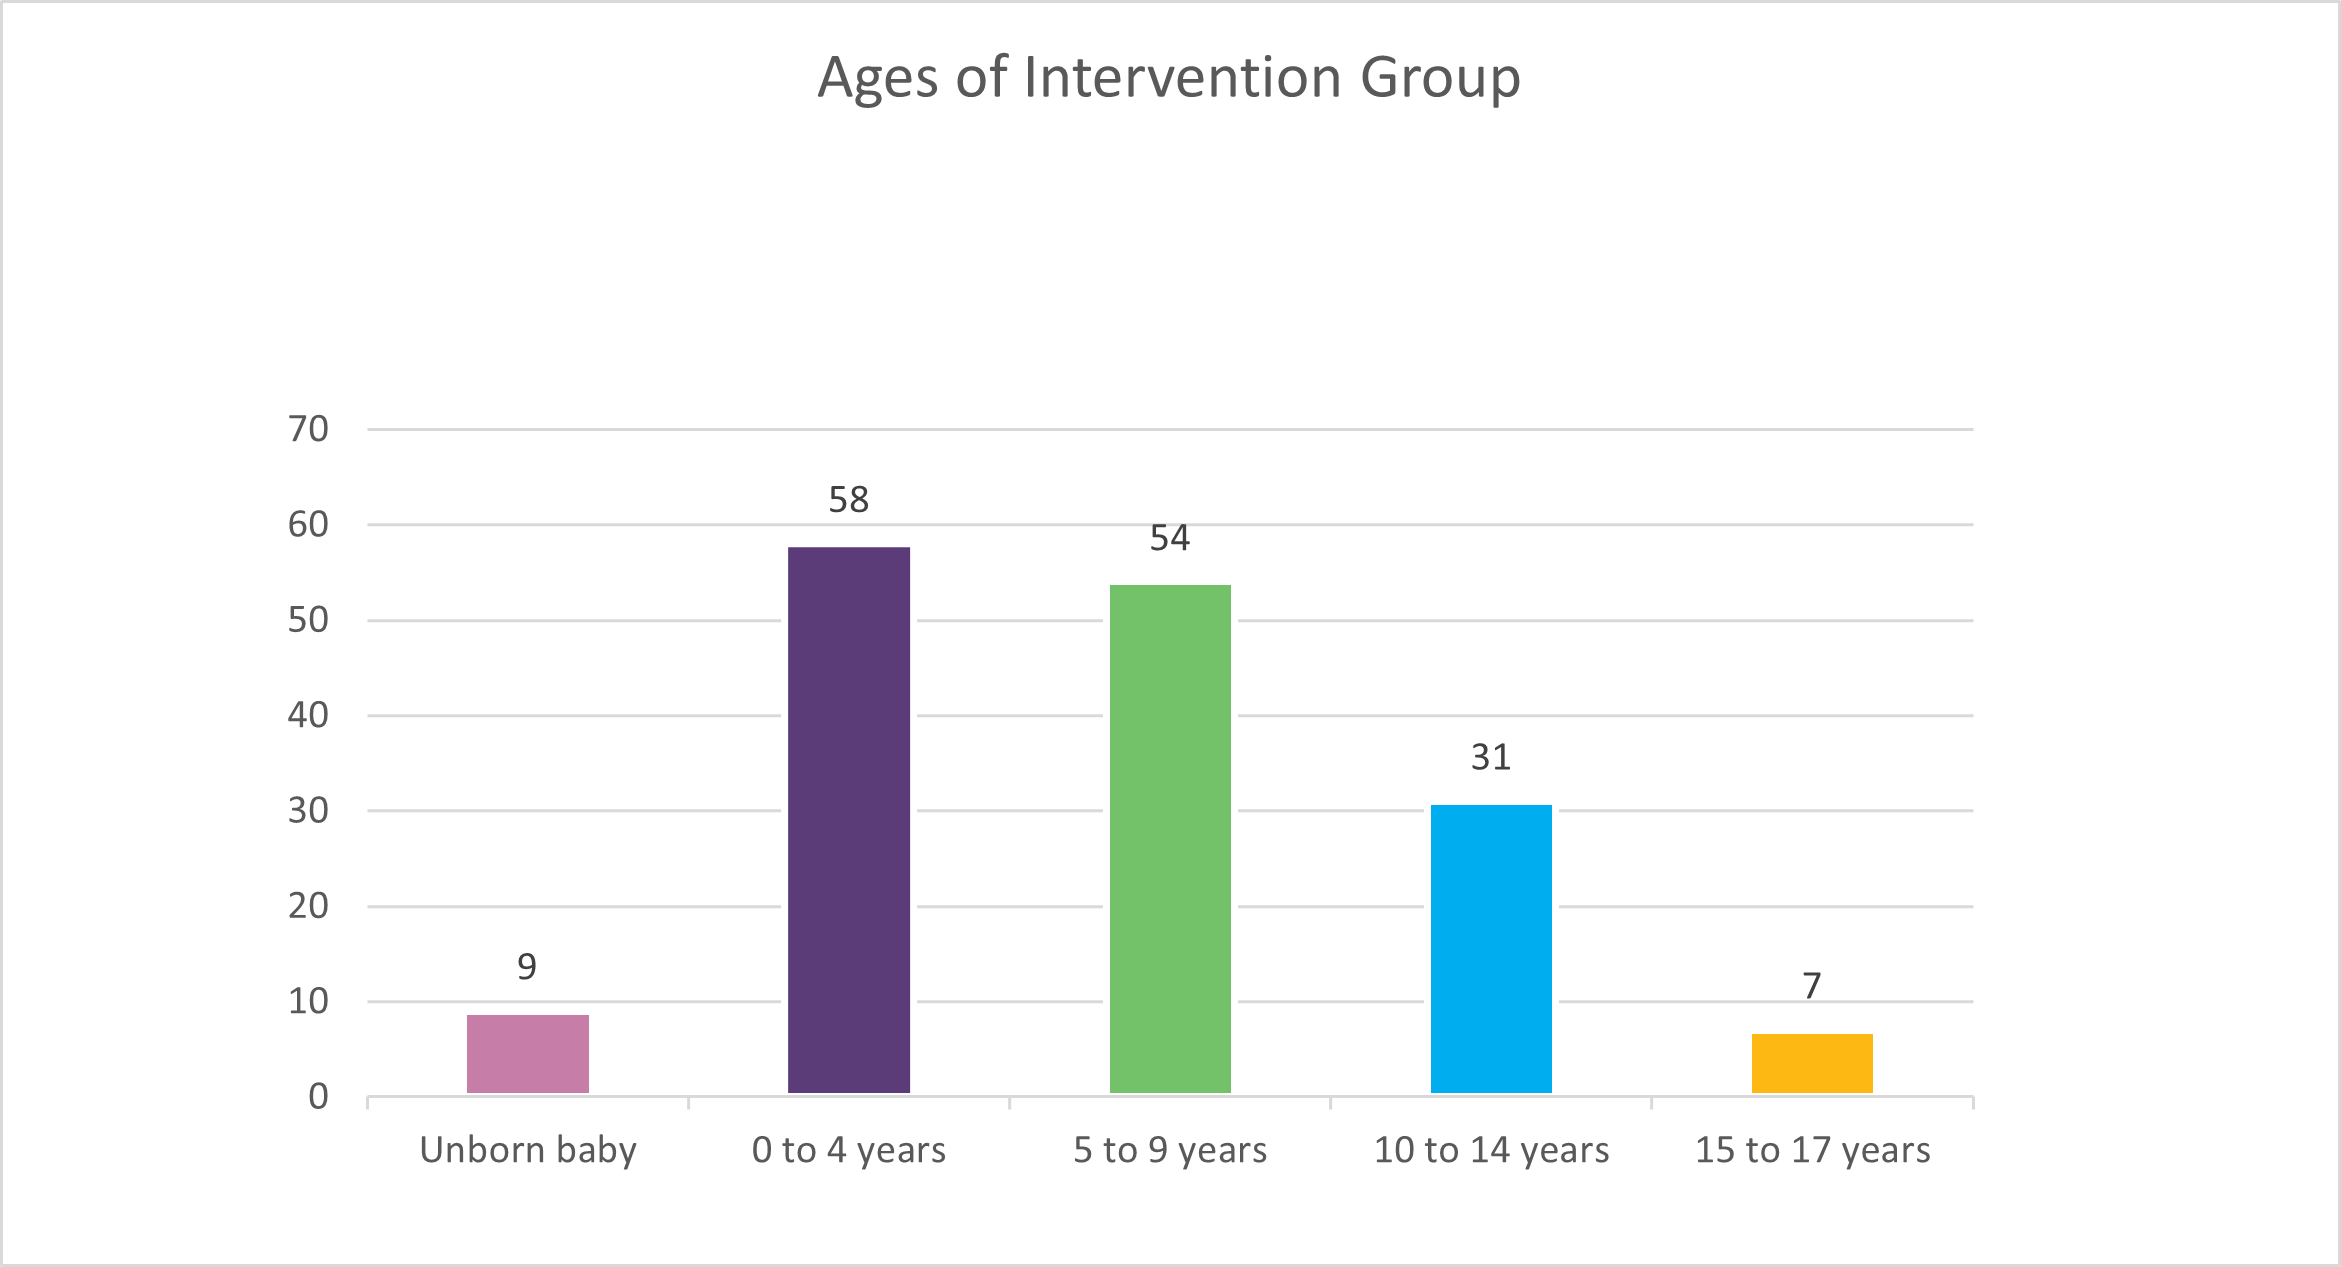 Ages of Intervention Group
70
60
50
40
30
20
10
0
9
58
54
31
7
Unborn baby
0 to 4 years
5 to 9 years
10 to 14 years
15 to 17 years